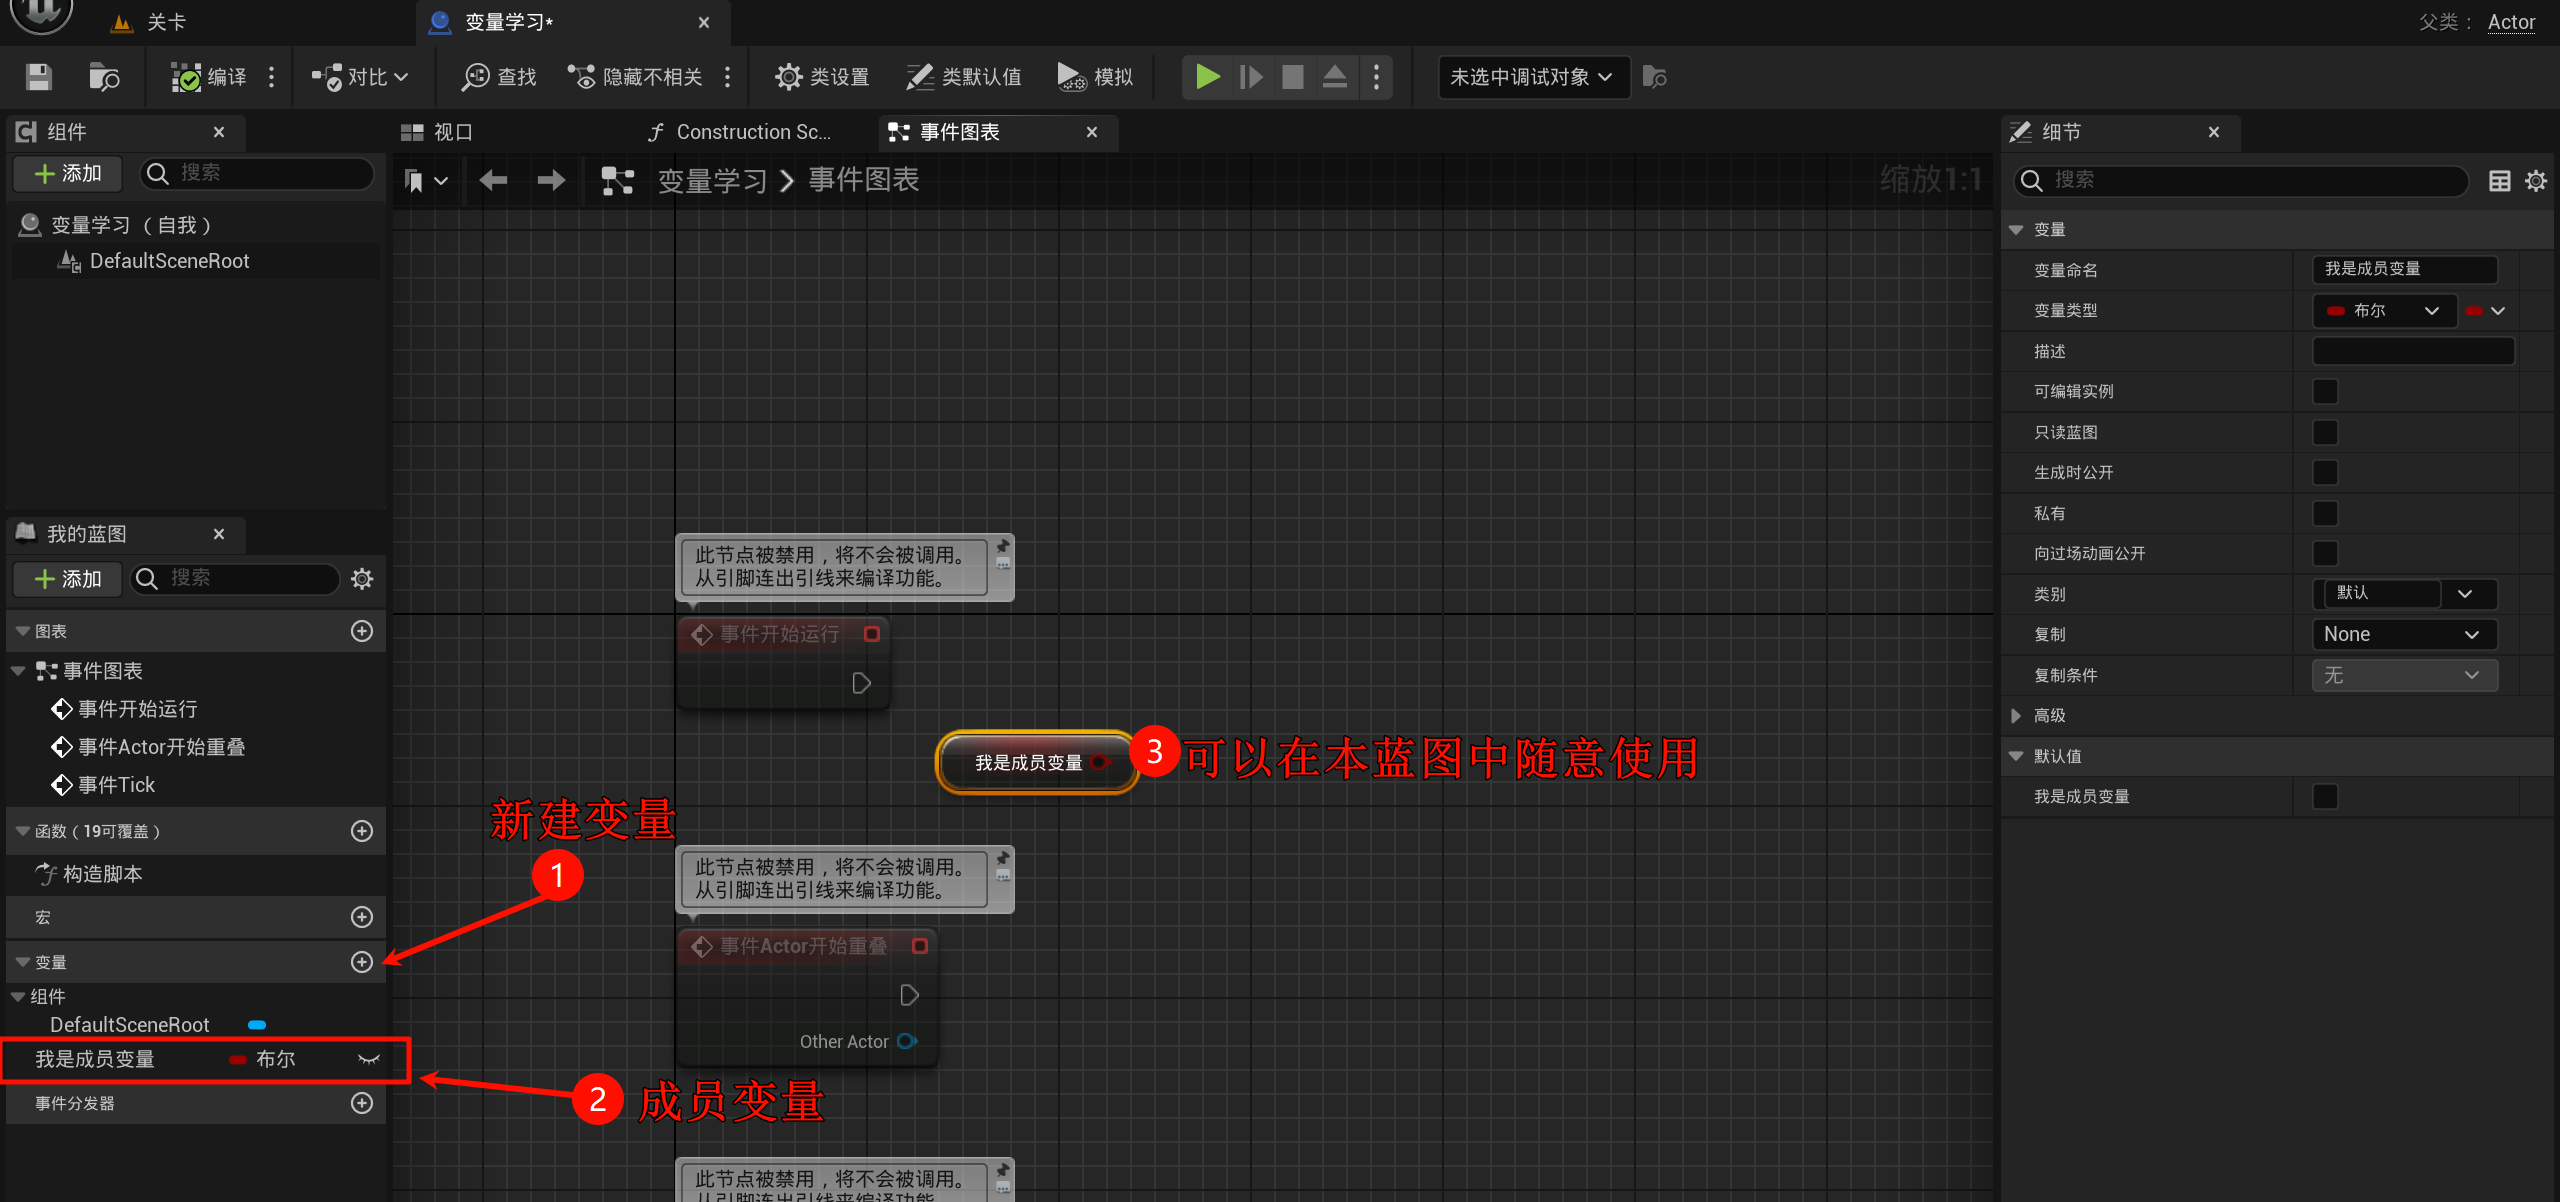 关卡
变量学习*
父类： Actor
编译
对比
查找
隐藏不相关
类设置
类默认值
模拟
未选中调试对象
组件
添加
搜索
变量学习 （自我）
DefaultSceneRoot
视口
Construction Sc...
事件图表
变量学习 > 事件图表
缩放1:1
此节点被禁用，将不会被调用。
从引脚连出引线来编译功能。
事件开始运行
我是成员变量
3 可以在本蓝图中随意使用
新建变量
1
此节点被禁用，将不会被调用。
从引脚连出引线来编译功能。
事件Actor开始重叠
Other Actor
2 成员变量
此节点被禁用，将不会被调用。
从引脚连出引线来编译功能
我的蓝图
添加
搜索
图表
事件图表
事件开始运行
事件Actor开始重叠
事件Tick
函数（19可覆盖）
构造脚本
宏
变量
组件
DefaultSceneRoot
我是成员变量 布尔
事件分发器
细节
搜索
变量
变量命名 我是成员变量
变量类型 布尔
描述
可编辑实例
只读蓝图
生成时公开
私有
向过场动画公开
类别 默认
复制 None
复制条件 无
高级
默认值
我是成员变量